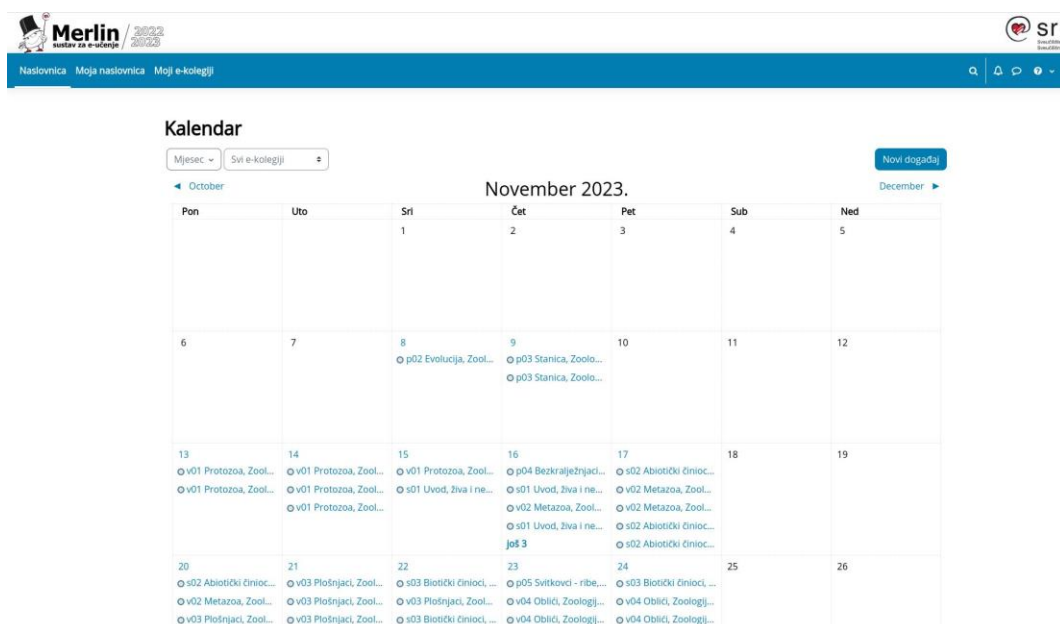 Merlin / 2022 2023
sustav za e-učenje
sr
Naslovnica Moja naslovnica Moji e-kolegiji
Kalendar
Mjesec Svi e-kolegiji Novi događaj
◄ October November 2023. December ►
Pon Uto Sri Čet Pet Sub Ned
1 2 3 4 5
6 7 8 9 10 11 12
p02 Evolucija, Zool... p03 Stanica, Zoolo...
p03 Stanica, Zoolo...
13 14 15 16 17 18 19
v01 Protozoa, Zool... v01 Protozoa, Zool... v01 Protozoa, Zool... p04 Bezkralježnjaci... s02 Abiotički činioc...
v01 Protozoa, Zool... v01 Protozoa, Zool... s01 Uvod, živa i ne... s01 Uvod, živa i ne... v02 Metazoa, Zool...
v01 Protozoa, Zool... v02 Metazoa, Zool... v02 Metazoa, Zool...
s01 Uvod, živa i ne... s02 Abiotički činioc...
još 3 s02 Abiotički činioc...
20 21 22 23 24 25 26
s02 Abiotički činioc... v03 Plošnjaci, Zool... s03 Biotički činioci, ... p05 Svitkovci - ribe,... s03 Biotički činioci, ...
v02 Metazoa, Zool... v03 Plošnjaci, Zool... v03 Plošnjaci, Zool... v04 Oblići, Zoologij... v04 Oblići, Zoologij...
v03 Plošnjaci, Zool... v03 Plošnjaci, Zool... s03 Biotički činioci, ... v04 Oblići, Zoologij... v04 Oblići, Zoologij...